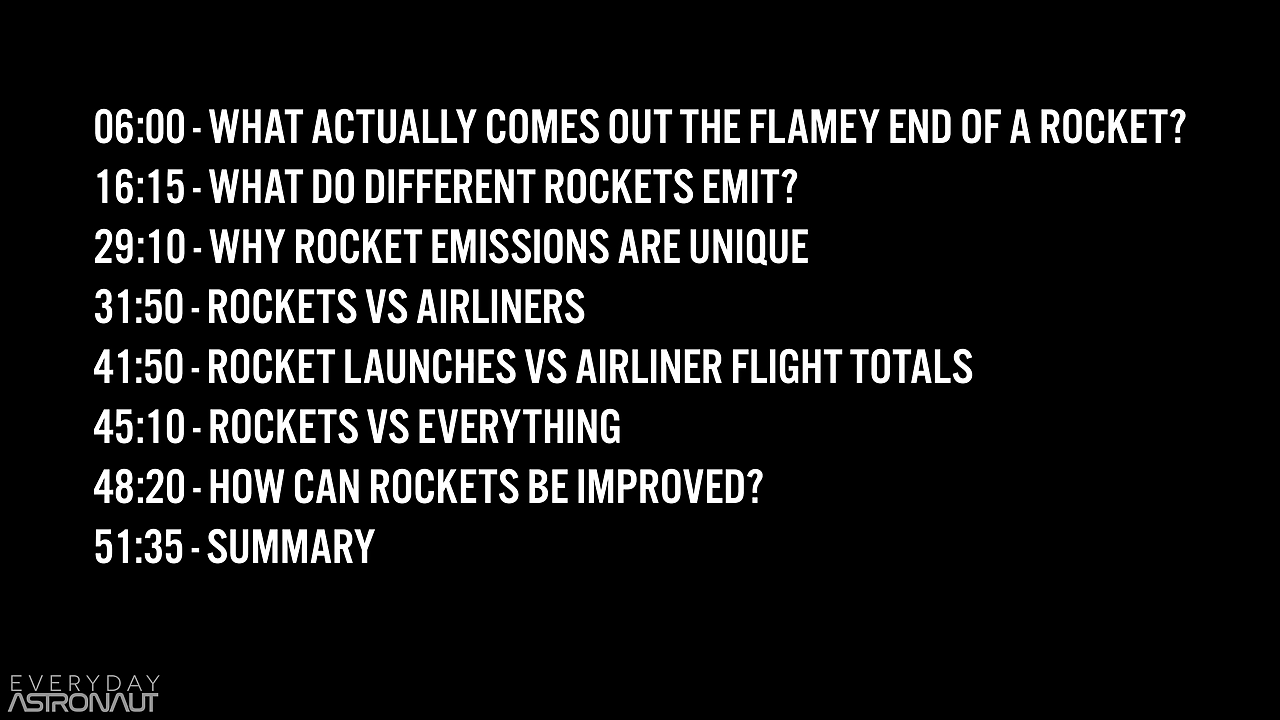 06:00 - WHAT ACTUALLY COMES OUT THE FLAMEY END OF A ROCKET?
16:15 - WHAT DO DIFFERENT ROCKETS EMIT?
29:10 - WHY ROCKET EMISSIONS ARE UNIQUE
31:50 - ROCKETS VS AIRLINERS
41:50 - ROCKET LAUNCHES VS AIRLINER FLIGHT TOTALS
45:10 - ROCKETS VS EVERYTHING
48:20 - HOW CAN ROCKETS BE IMPROVED?
51:35 - SUMMARY
EVERYDAY
ASTRONAUT